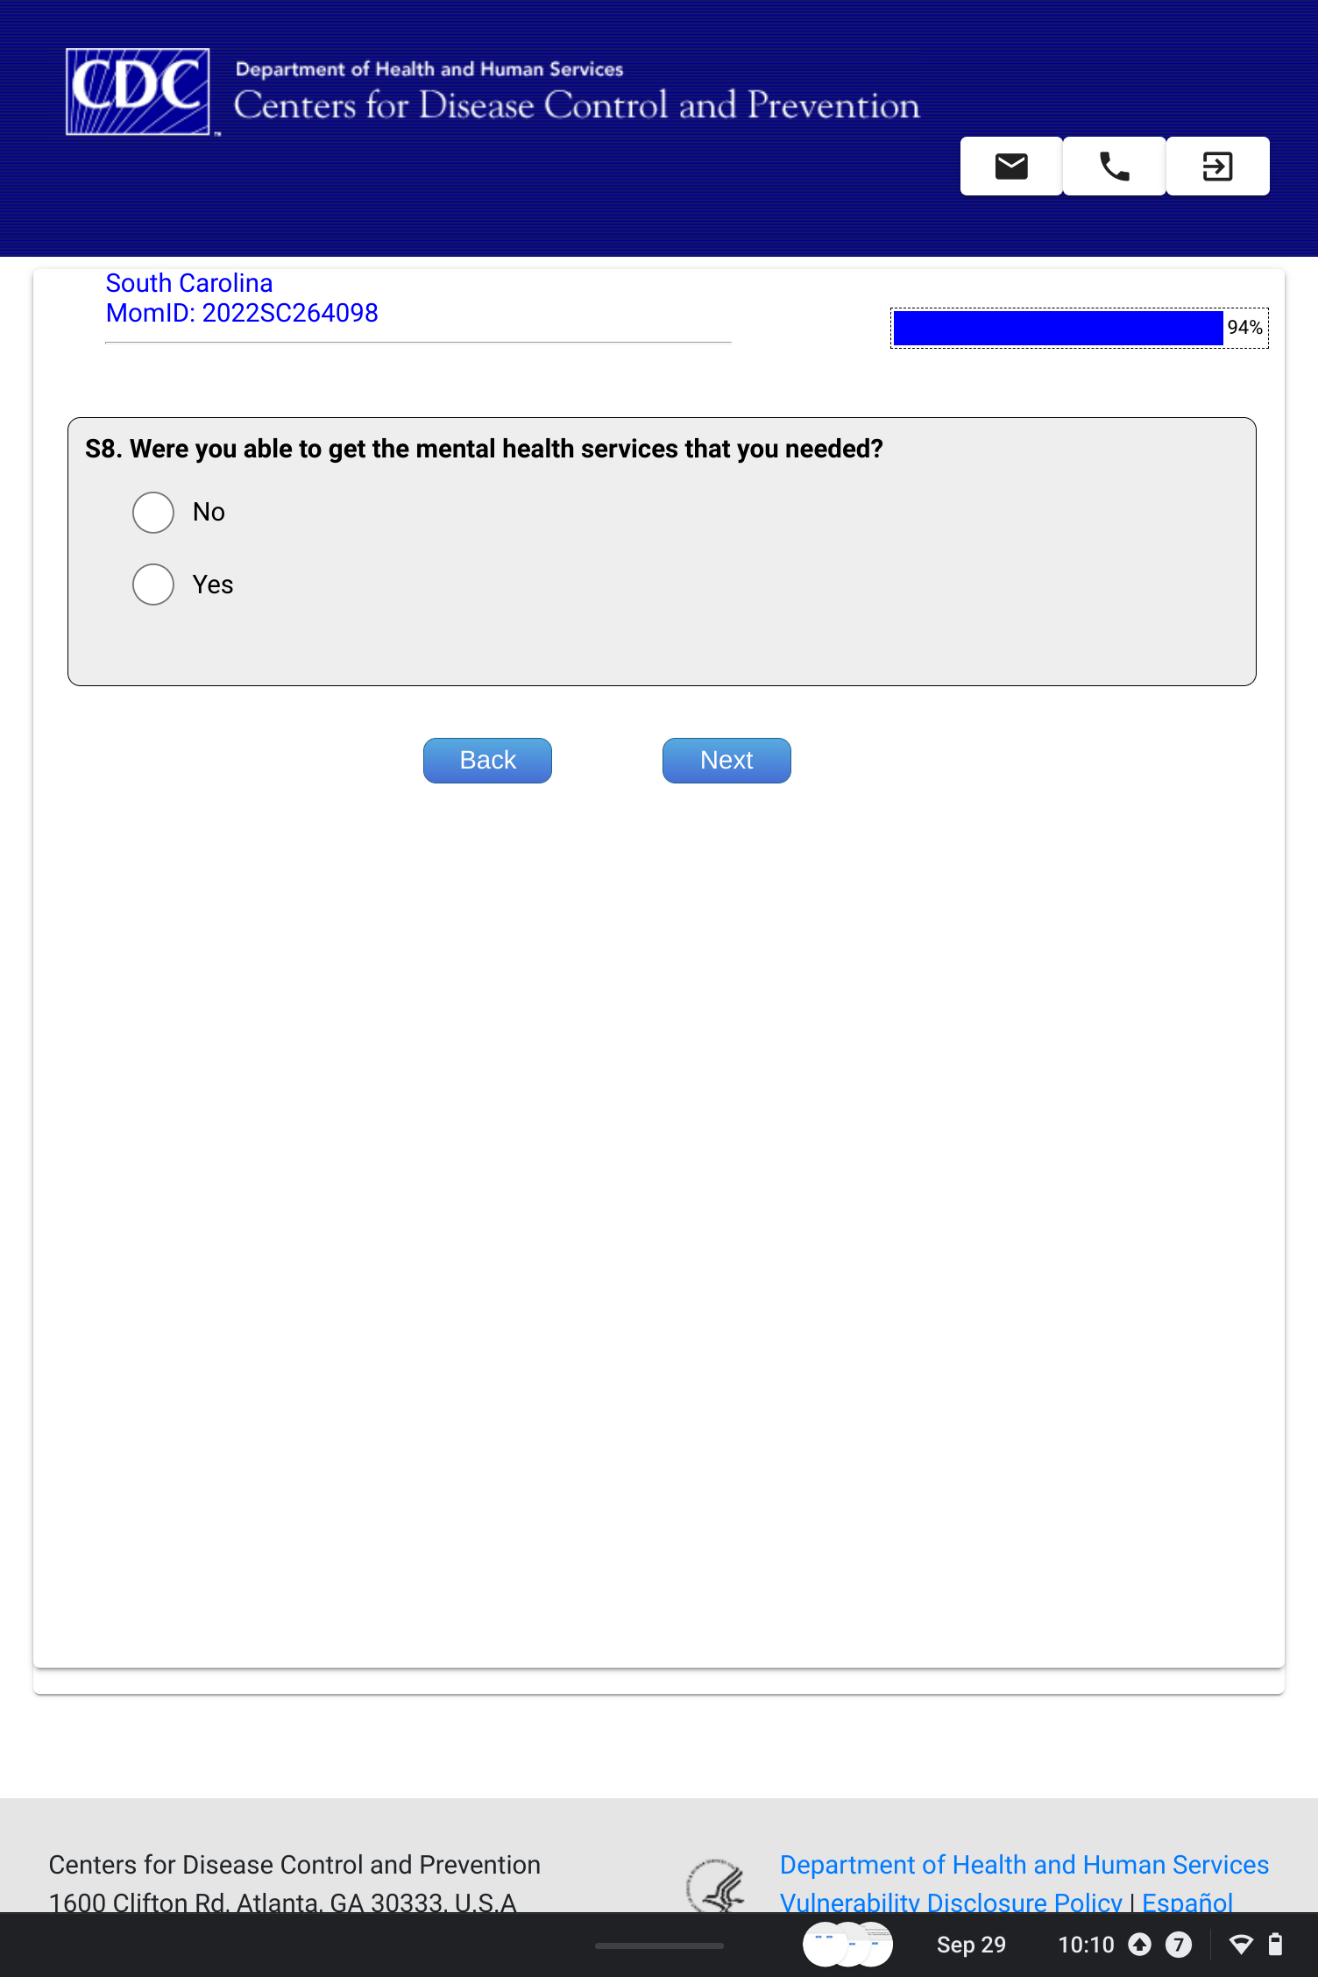 CDC
Department of Health and Human Services
Centers for Disease Control and Prevention
South Carolina
MomID: 2022SC264098
94%
S8. Were you able to get the mental health services that you needed?
No
Yes
Back
Next
Centers for Disease Control and Prevention
1600 Clifton Rd. Atlanta. GA 30333. U.S.A
Department of Health and Human Services
Vulnerability Disclosure Policy | Español
Sep 29
10:10
7